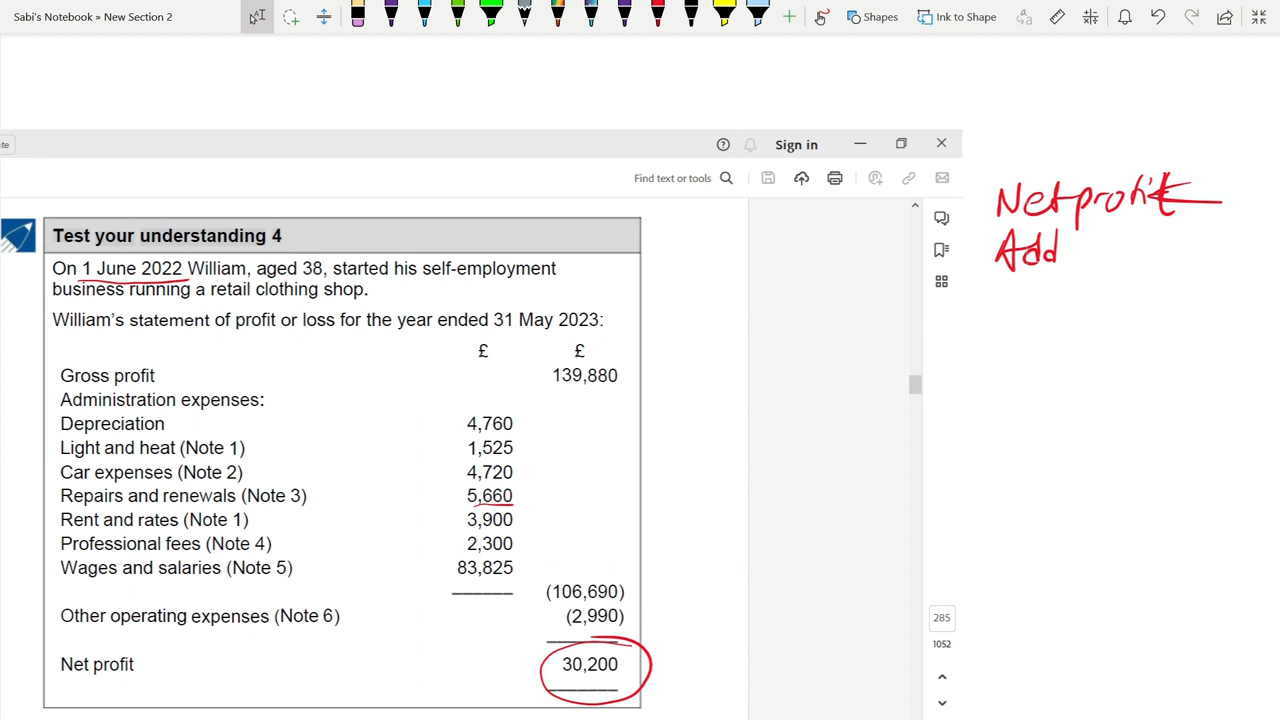 Sabi's Notebook » New Section 2
Shapes
Ink to Shape
te
Sign in
Find text or tools
Net profit
Add
Test your understanding 4
On 1 June 2022 William, aged 38, started his self-employment
business running a retail clothing shop.
William's statement of profit or loss for the year ended 31 May 2023:
£ £
Gross profit 139,880
Administration expenses:
Depreciation 4,760
Light and heat (Note 1) 1,525
Car expenses (Note 2) 4,720
Repairs and renewals (Note 3) 5,660
Rent and rates (Note 1) 3,900
Professional fees (Note 4) 2,300
Wages and salaries (Note 5) 83,825
(106,690)
Other operating expenses (Note 6) (2,990)
Net profit 30,200
285
1052